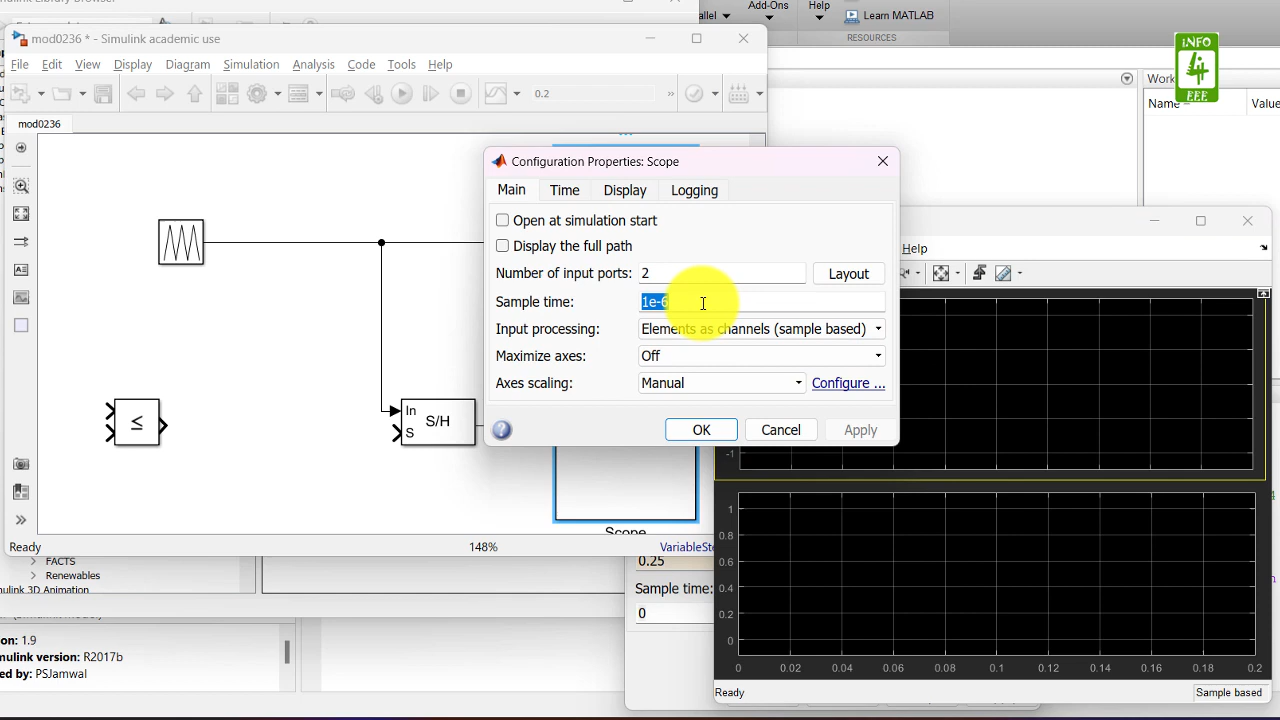 Simulink Library Browser
Add-Ons
Help
Learn MATLAB
RESOURCES
INFO
4
EEE
mod0236 * - Simulink academic use
File Edit View Display Diagram Simulation Analysis Code Tools Help
0.2
»
mod0236
Work
Name
Value
Configuration Properties: Scope
Main Time Display Logging
Open at simulation start
Display the full path
Number of input ports: 2 Layout
Sample time: 1e-6
Input processing: Elements as channels (sample based)
Maximize axes: Off
Axes scaling: Manual Configure ...
OK Cancel Apply
Help
≤
In
S
S/H
Scope
-1
1
0.8
0.6
0.4
0.2
0
0 0.02 0.04 0.06 0.08 0.1 0.12 0.14 0.16 0.18 0.2
Ready Sample based
Ready 148% VariableSt
FACTS
Renewables
mulink 3D Animation
0.25
Sample time:
0
on: 1.9
mulink version: R2017b
ed by: PSJamwal